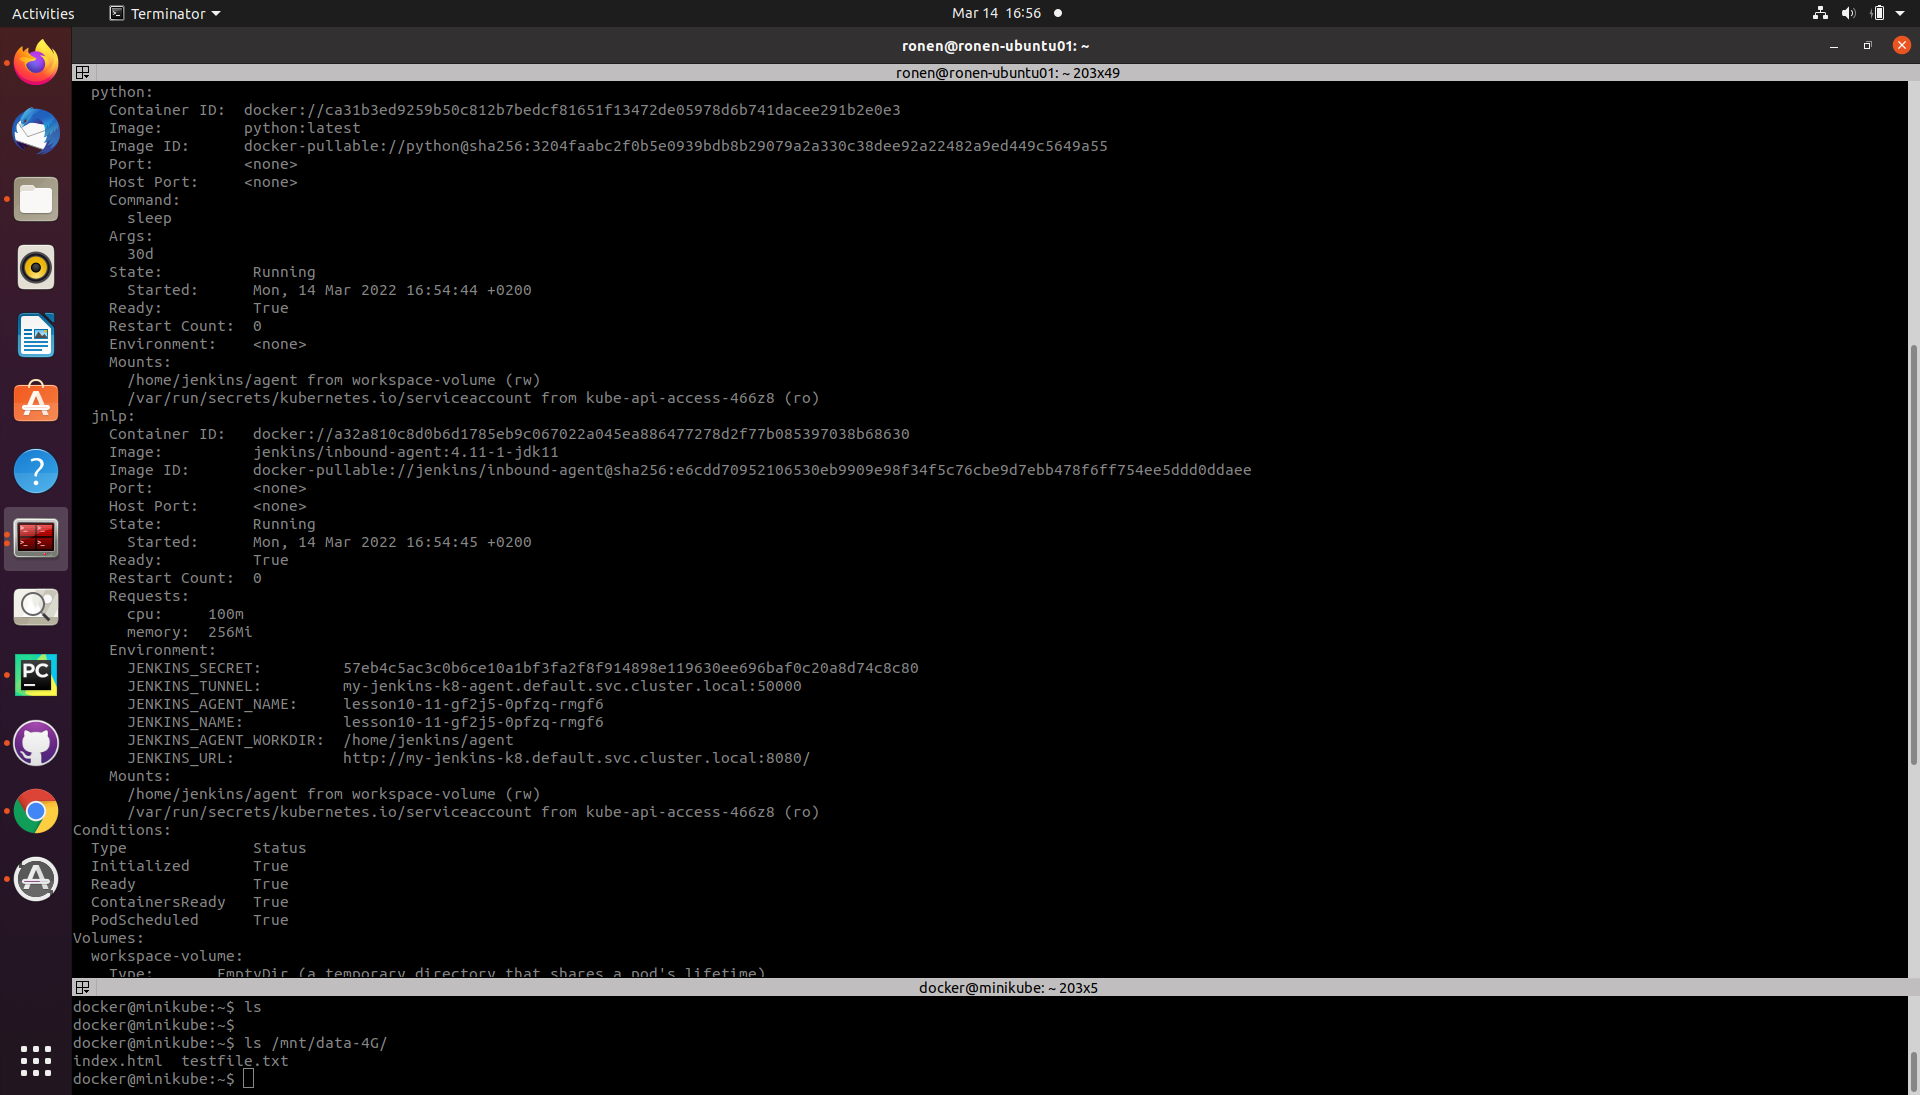 Activities
Terminator
Mar 14 16:56
ronen@ronen-ubuntu01: ~
ronen@ronen-ubuntu01: ~ 203x49
python:
Container ID: docker://ca31b3ed9259b50c812b7bedcf81651f13472de05978d6b741dacee291b2e0e3
Image: python:latest
Image ID: docker-pullable://python@sha256:3204faabc2f0b5e0939bdb8b29079a2a330c38dee92a22482a9ed449c5649a55
Port: <none>
Host Port: <none>
Command:
sleep
Args:
30d
State: Running
Started: Mon, 14 Mar 2022 16:54:44 +0200
Ready: True
Restart Count: 0
Environment: <none>
Mounts:
/home/jenkins/agent from workspace-volume (rw)
/var/run/secrets/kubernetes.io/serviceaccount from kube-api-access-466z8 (ro)
jnlp:
Container ID: docker://a32a810c8d0b6d1785eb9c067022a045ea886477278d2f77b085397038b68630
Image: jenkins/inbound-agent:4.11-1-jdk11
Image ID: docker-pullable://jenkins/inbound-agent@sha256:e6cdd70952106530eb9909e98f34f5c76cbe9d7ebb478f6ff754ee5ddd0ddaee
Port: <none>
Host Port: <none>
State: Running
Started: Mon, 14 Mar 2022 16:54:45 +0200
Ready: True
Restart Count: 0
Requests:
cpu: 100m
memory: 256Mi
Environment:
JENKINS_SECRET: 57eb4c5ac3c0b6ce10a1bf3fa2f8f914898e119630ee696baf0c20a8d74c8c80
JENKINS_TUNNEL: my-jenkins-k8-agent.default.svc.cluster.local:50000
JENKINS_AGENT_NAME: lesson10-11-gf2j5-0pfzq-rmgf6
JENKINS_NAME: lesson10-11-gf2j5-0pfzq-rmgf6
JENKINS_AGENT_WORKDIR: /home/jenkins/agent
JENKINS_URL: http://my-jenkins-k8.default.svc.cluster.local:8080/
Mounts:
/home/jenkins/agent from workspace-volume (rw)
/var/run/secrets/kubernetes.io/serviceaccount from kube-api-access-466z8 (ro)
Conditions:
Type Status
Initialized True
Ready True
ContainersReady True
PodScheduled True
Volumes:
workspace-volume:
Type: EmptyDir (a temporary directory that shares a pod's lifetime)
docker@minikube: ~ 203x5
docker@minikube:~$ ls
docker@minikube:~$
docker@minikube:~$ ls /mnt/data-4G/
index.html testfile.txt
docker@minikube:~$
PC